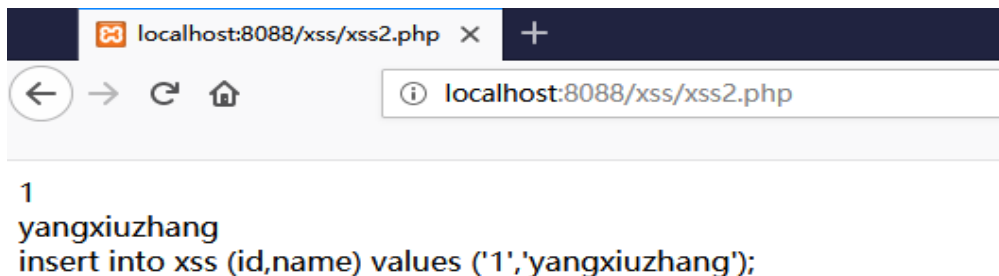 localhost:8088/xss/xss2.php
localhost:8088/xss/xss2.php
1
yangxiuzhang
insert into xss (id,name) values ('1','yangxiuzhang');